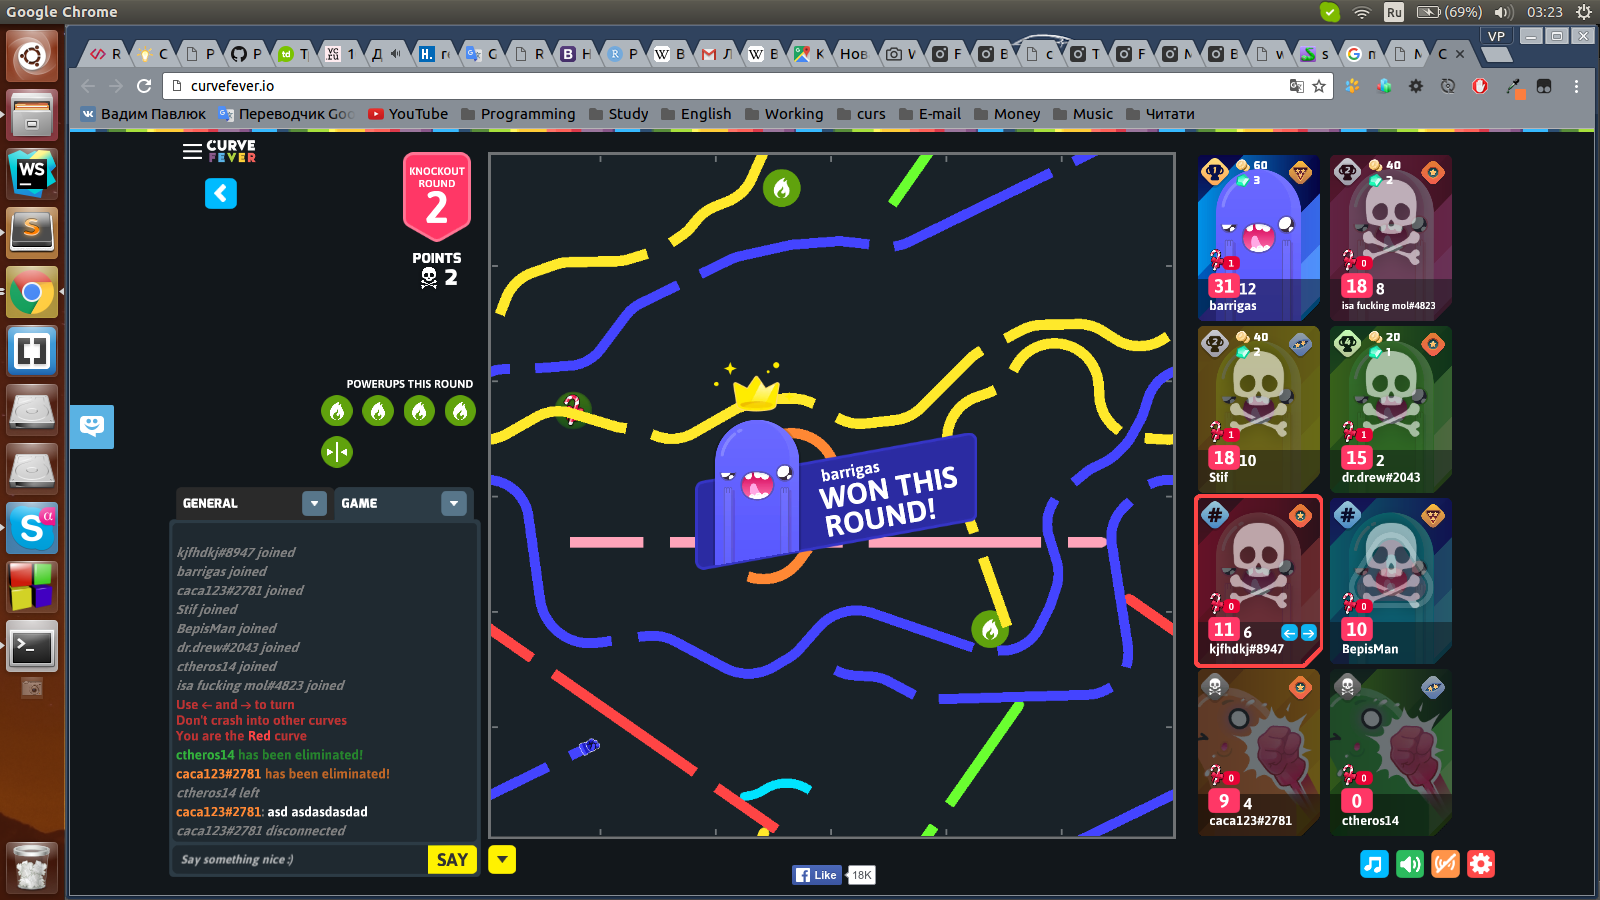 Google Chrome
Ru (69%) 03:23
VP
curvefever.io
Вадим Павлюк Переводчик Goo YouTube Programming Study English Working curs E-mail Money Music Читати
CURVE
FEVER
KNOCKOUT
ROUND
2
POINTS
2
POWERUPS THIS ROUND
GENERAL GAME
kjfhdkj#8947 joined
barrigas joined
caca123#2781 joined
Stif joined
BepisMan joined
dr.drew#2043 joined
ctheros14 joined
isa fucking mol#4823 joined
Use ← and → to turn
Don't crash into other curves
You are the Red curve
ctheros14 has been eliminated!
caca123#2781 has been eliminated!
ctheros14 left
caca123#2781: asd asdasdasdad
caca123#2781 disconnected
Say something nice :)
SAY
barrigas
WON THIS
ROUND!
60
3
1
31 12
barrigas
40
2
0
18 8
isa fucking mol#4823
40
2
1
18 10
Stif
20
1
1
15 2
dr.drew#2043
#
0
11 6
kjfhdkj#8947
#
0
10
BepisMan
0
9 4
caca123#2781
0
0
ctheros14
Like 18K